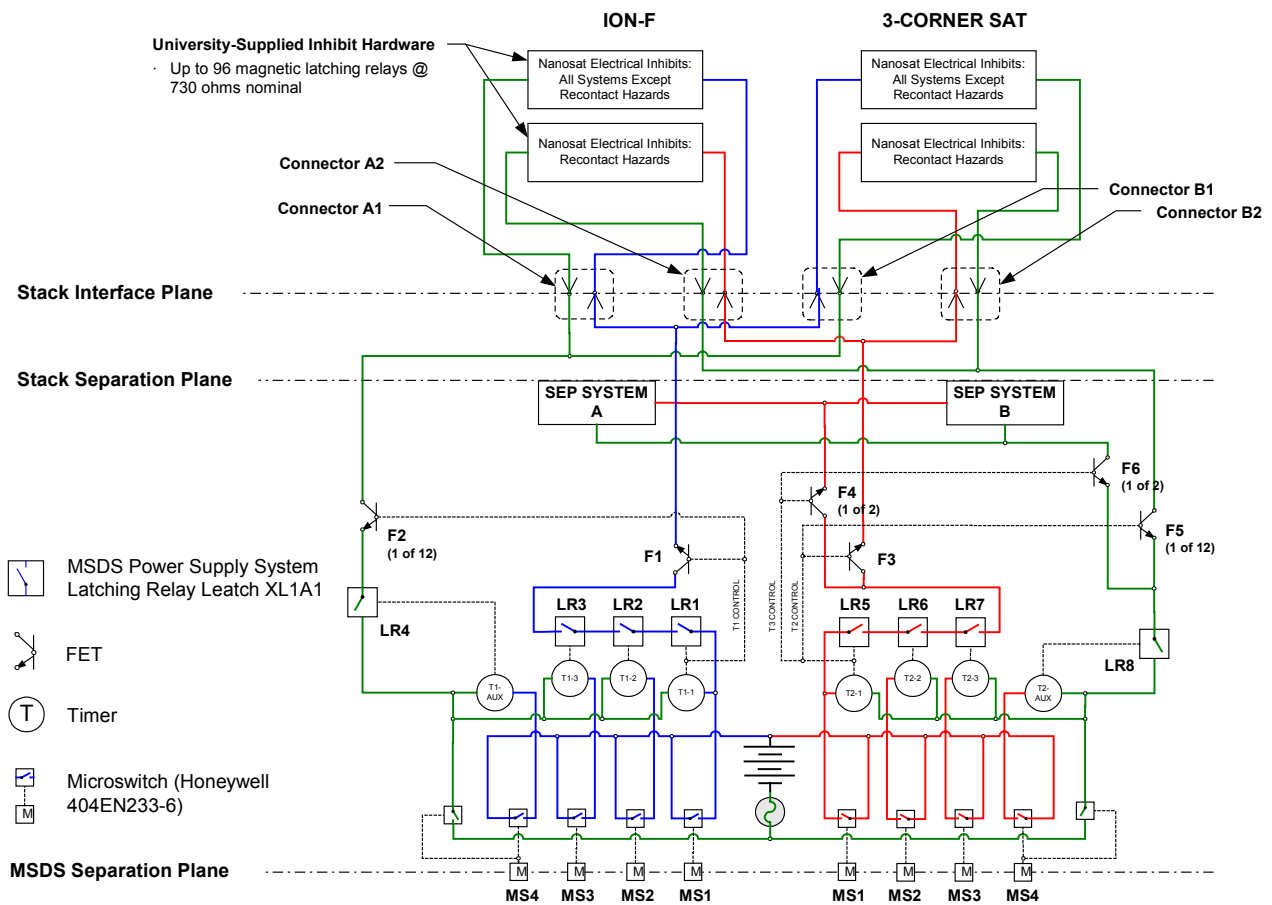 ION-F
3-CORNER SAT
University-Supplied Inhibit Hardware
· Up to 96 magnetic latching relays @
730 ohms nominal
Nanosat Electrical Inhibits:
All Systems Except
Recontact Hazards
Nanosat Electrical Inhibits:
All Systems Except
Recontact Hazards
Nanosat Electrical Inhibits:
Recontact Hazards
Nanosat Electrical Inhibits:
Recontact Hazards
Connector A2
Connector A1
Connector B1
Connector B2
Stack Interface Plane
Stack Separation Plane
SEP SYSTEM
A
SEP SYSTEM
B
F6
(1 of 2)
F4
(1 of 2)
F2
(1 of 12)
F1
F3
F5
(1 of 12)
MSDS Power Supply System
Latching Relay Leatch XL1A1
LR4
LR3
LR2
LR1
T1 CONTROL
T3 CONTROL
T2 CONTROL
LR5
LR6
LR7
LR8
FET
T1-
AUX
T1-3
T1-2
T1-1
T2-1
T2-2
T2-3
T2-
AUX
T
Timer
Microswitch (Honeywell
404EN233-6)
M
MSDS Separation Plane
M
M
M
M
M
M
M
M
MS4
MS3
MS2
MS1
MS1
MS2
MS3
MS4